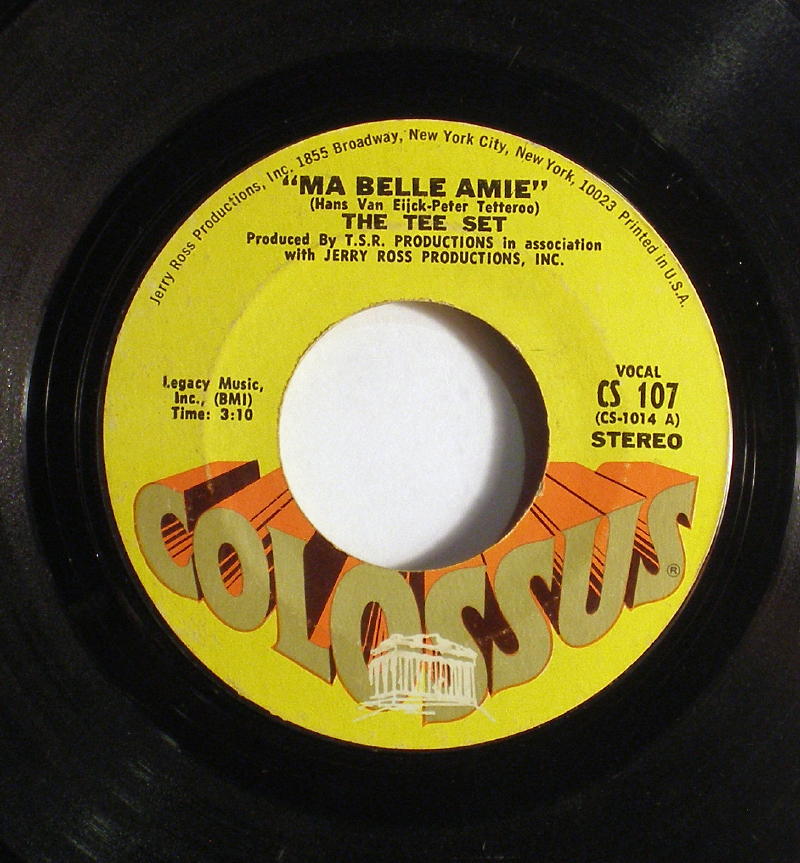 Jerry Ross Productions, Inc. 1855 Broadway, New York City, New York, 10023 Printed in U.S.A.
"MA BELLE AMIE"
(Hans Van Eijck-Peter Tetteroo)
THE TEE SET
Produced By T.S.R. PRODUCTIONS in association
with JERRY ROSS PRODUCTIONS, INC.
Legacy Music,
Inc., (BMI)
Time: 3:10
VOCAL
CS 107
(CS-1014 A)
STEREO
COLOSSUS ®